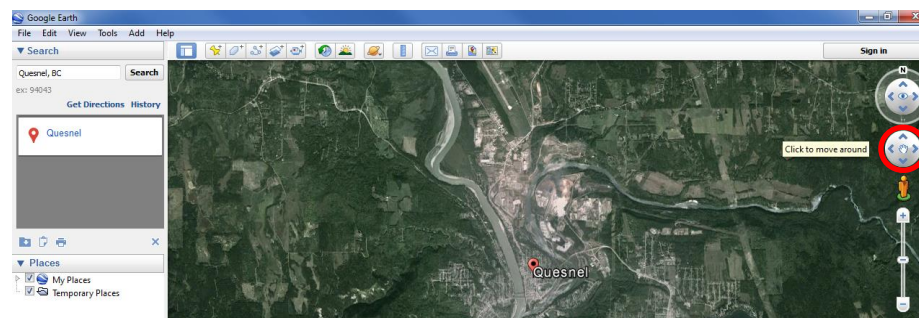 Google Earth
File Edit View Tools Add Help
▼ Search
Quesnel, BC Search
ex: 94043
Get Directions History
Quesnel
▼ Places
My Places
Temporary Places
Sign in
N
Click to move around
Quesnel